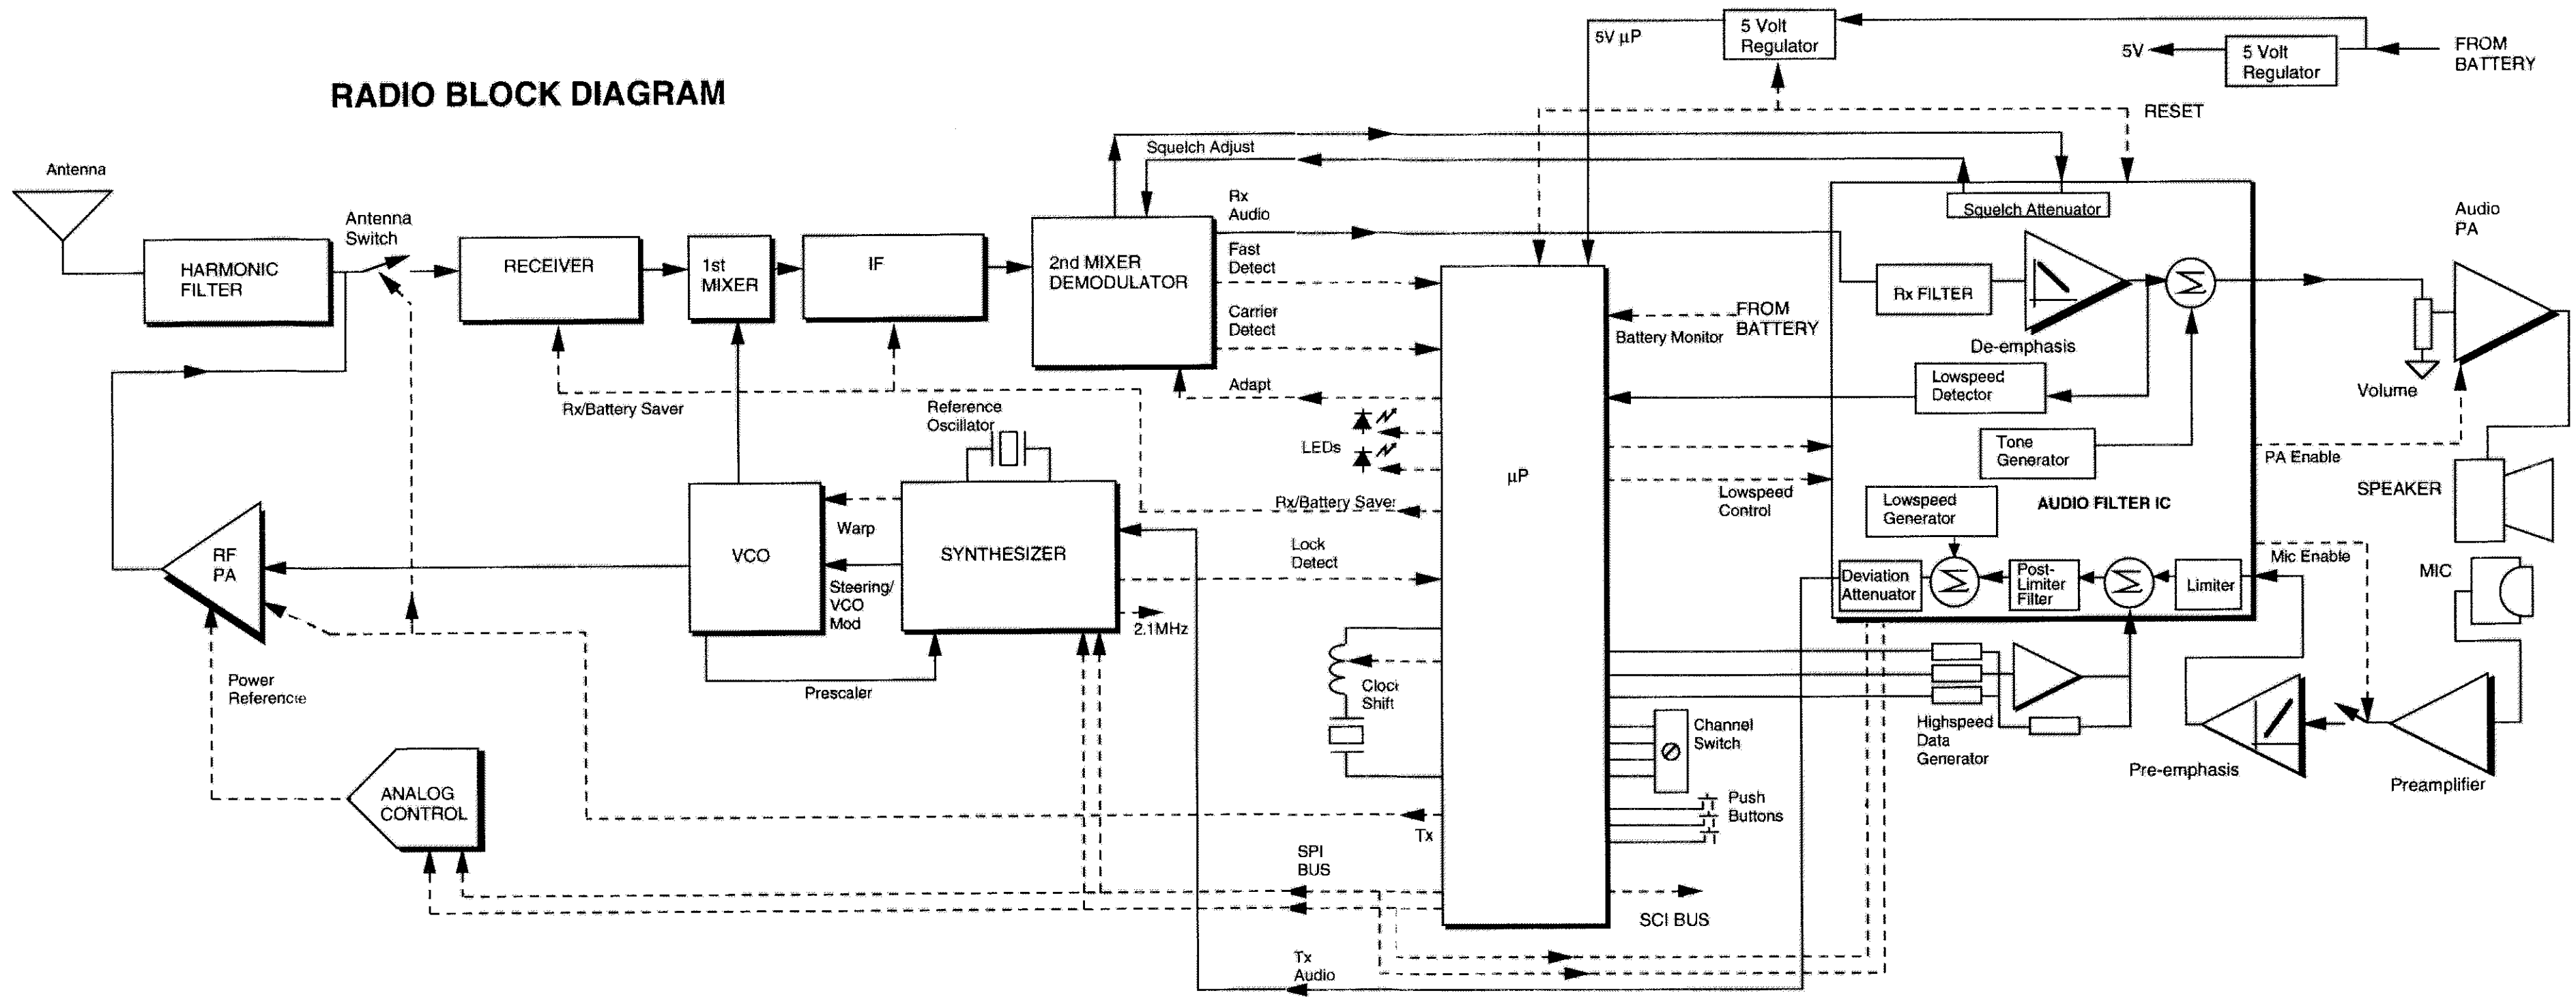 RADIO BLOCK DIAGRAM
5V µP
5 Volt
Regulator
5V
5 Volt
Regulator
FROM
BATTERY
RESET
Antenna
Antenna
Switch
HARMONIC
FILTER
RECEIVER
1st
MIXER
IF
2nd MIXER
DEMODULATOR
Squelch Adjust
Rx
Audio
Fast
Detect
Carrier
Detect
Adapt
Squelch Attenuator
Rx FILTER
De-emphasis
Σ
Audio
PA
Volume
FROM
BATTERY
Battery Monitor
Lowspeed
Detector
Tone
Generator
PA Enable
SPEAKER
Rx/Battery Saver
Reference
Oscillator
LEDs
µP
Rx/Battery Saver
Lowspeed
Control
Lowspeed
Generator
AUDIO FILTER IC
RF
PA
VCO
Warp
Steering/
VCO
Mod
SYNTHESIZER
Lock
Detect
2.1MHz
Prescaler
Deviation
Attenuator
Σ
Post-
Limiter
Filter
Σ
Limiter
Mic Enable
MIC
Power
Reference
Clock
Shift
Channel
Switch
Highspeed
Data
Generator
Pre-emphasis
Preamplifier
ANALOG
CONTROL
Push
Buttons
Tx
SPI
BUS
SCI BUS
Tx
Audio